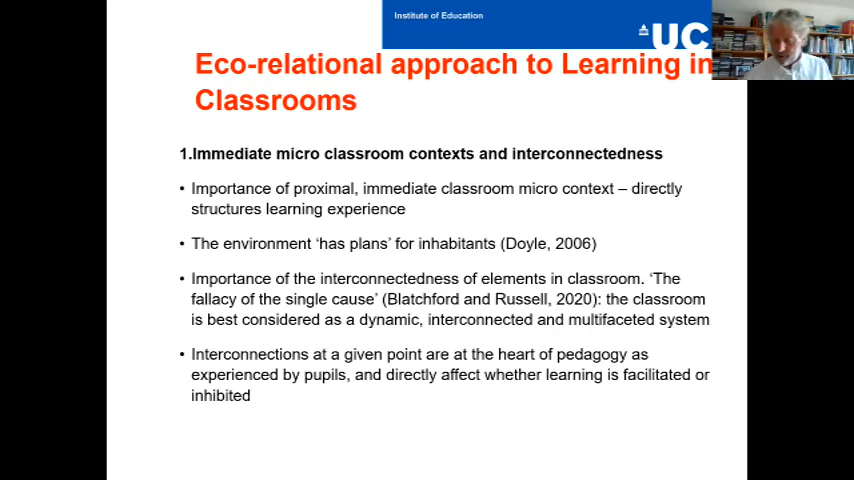 Institute of Education
UC
Eco-relational approach to Learning in
Classrooms
1.Immediate micro classroom contexts and interconnectedness
• Importance of proximal, immediate classroom micro context – directly
structures learning experience
• The environment ‘has plans’ for inhabitants (Doyle, 2006)
• Importance of the interconnectedness of elements in classroom. ‘The
fallacy of the single cause’ (Blatchford and Russell, 2020): the classroom
is best considered as a dynamic, interconnected and multifaceted system
• Interconnections at a given point are at the heart of pedagogy as
experienced by pupils, and directly affect whether learning is facilitated or
inhibited